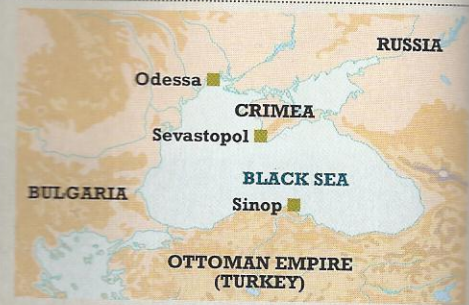 RUSSIA
Odessa
CRIMEA
Sevastopol
BLACK SEA
BULGARIA
Sinop
OTTOMAN EMPIRE
(TURKEY)